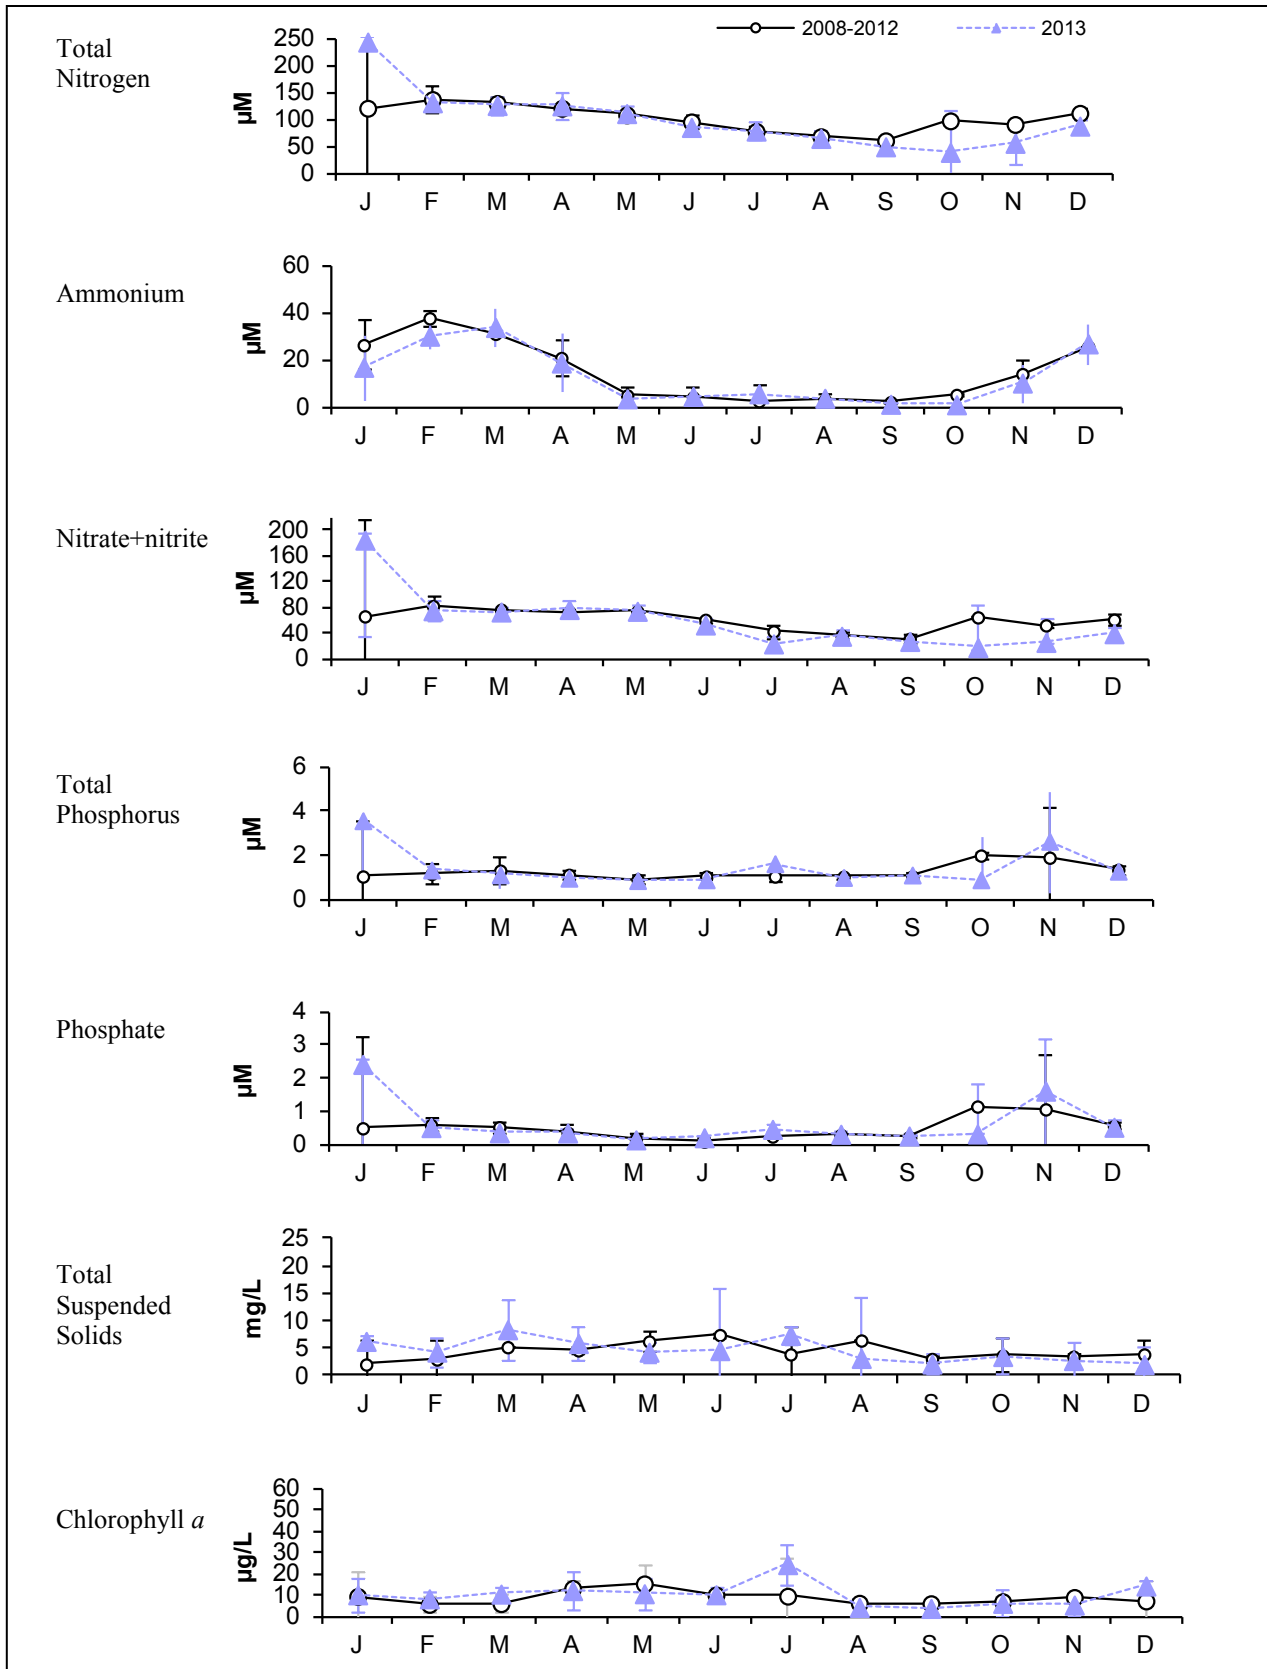 2008-2012 2013
Total
Nitrogen
µM
250
200
150
100
50
0
J F M A M J J A S O N D
Ammonium
µM
60
40
20
0
J F M A M J J A S O N D
Nitrate+nitrite
µM
200
160
120
80
40
0
J F M A M J J A S O N D
Total
Phosphorus
µM
6
4
2
0
J F M A M J J A S O N D
Phosphate
µM
4
3
2
1
0
J F M A M J J A S O N D
Total
Suspended
Solids
mg/L
25
20
15
10
5
0
J F M A M J J A S O N D
Chlorophyll a
µg/L
60
50
40
30
20
10
0
J F M A M J J A S O N D